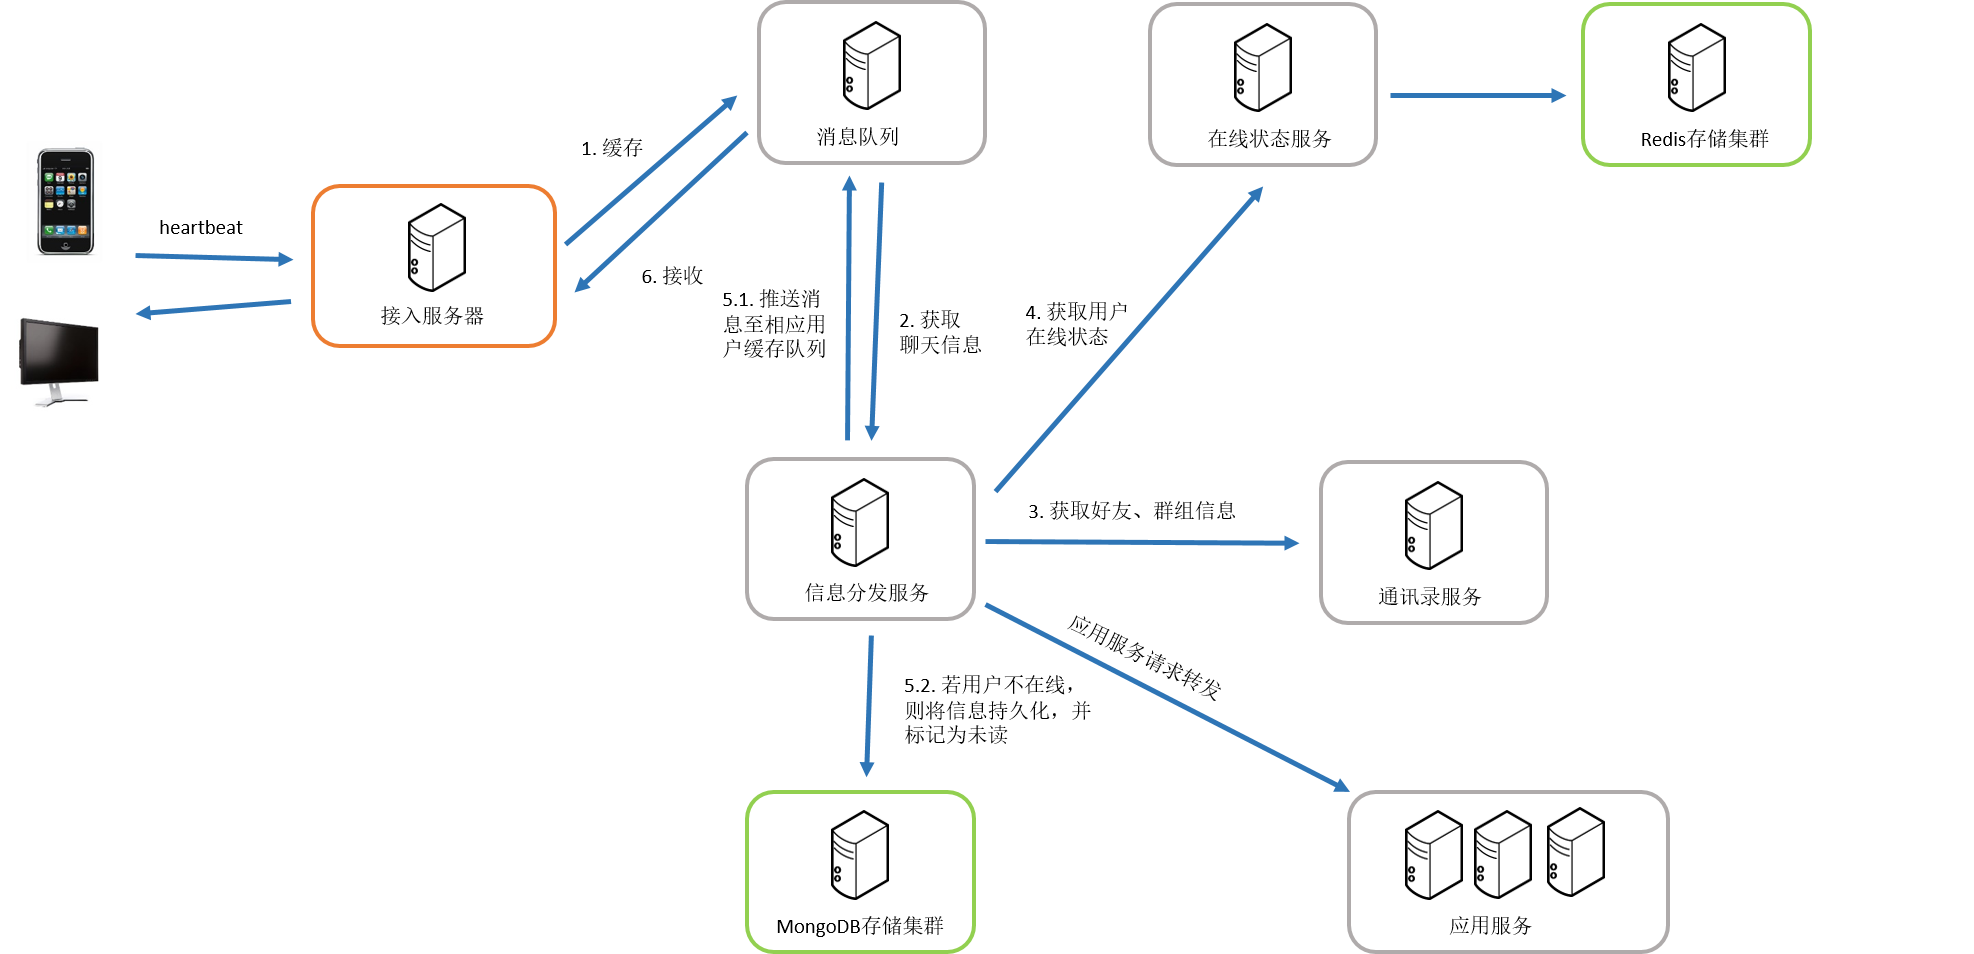 消息队列
在线状态服务
Redis存储集群
1. 缓存
heartbeat
6. 接收
接入服务器
5.1. 推送消
息至相应用
户缓存队列
2. 获取
聊天信息
4. 获取用户
在线状态
3. 获取好友、群组信息
信息分发服务
通讯录服务
应用服务请求转发
5.2. 若用户不在线，
则将信息持久化，并
标记为未读
MongoDB存储集群
应用服务